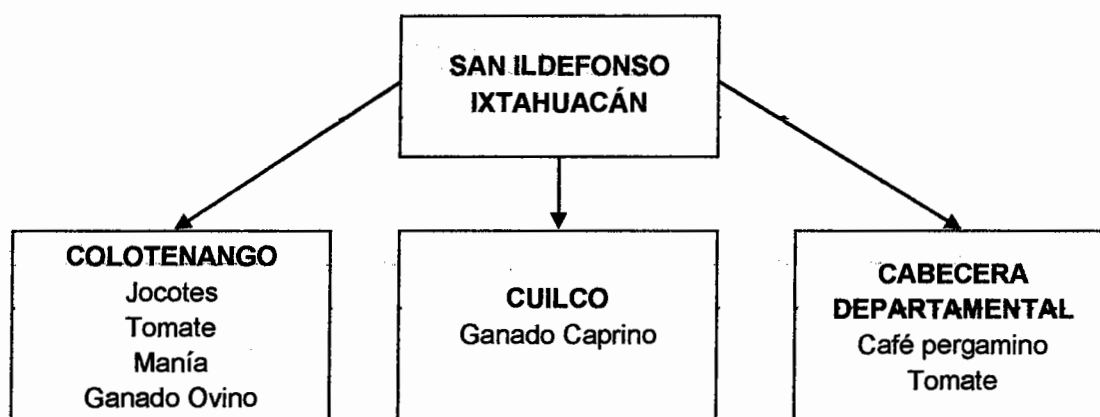 SAN ILDEFONSO
IXTAHUACÁN
COLOTENANGO
Jocotes
Tomate
Manía
Ganado Ovino
CUILCO
Ganado Caprino
CABECERA
DEPARTAMENTAL
Café pergamino
Tomate